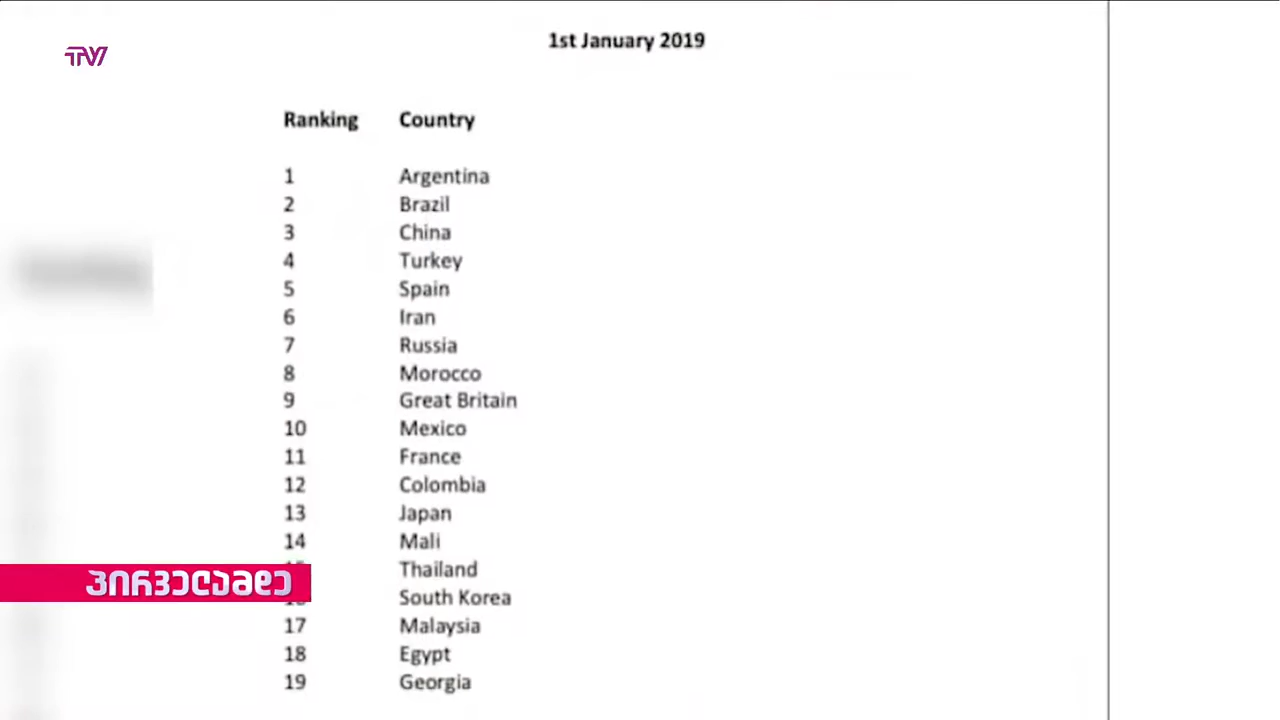 TV
1st January 2019
Ranking Country
1 Argentina
2 Brazil
3 China
4 Turkey
5 Spain
6 Iran
7 Russia
8 Morocco
9 Great Britain
10 Mexico
11 France
12 Colombia
13 Japan
14 Mali
Thailand
პირველამდე
South Korea
17 Malaysia
18 Egypt
19 Georgia